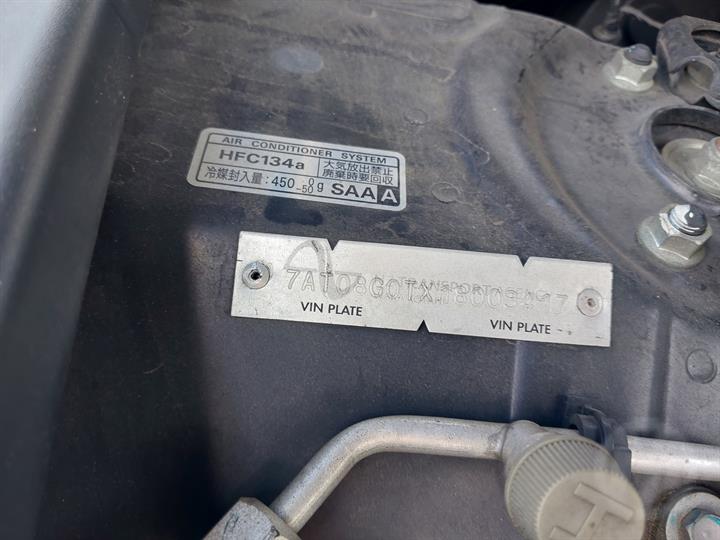 AIR CONDITIONER SYSTEM
HFC134a
大気放出禁止
廃棄時要回収
冷媒封入量:450 0 -50 g SAA A
VIN PLATE
VIN PLATE
H